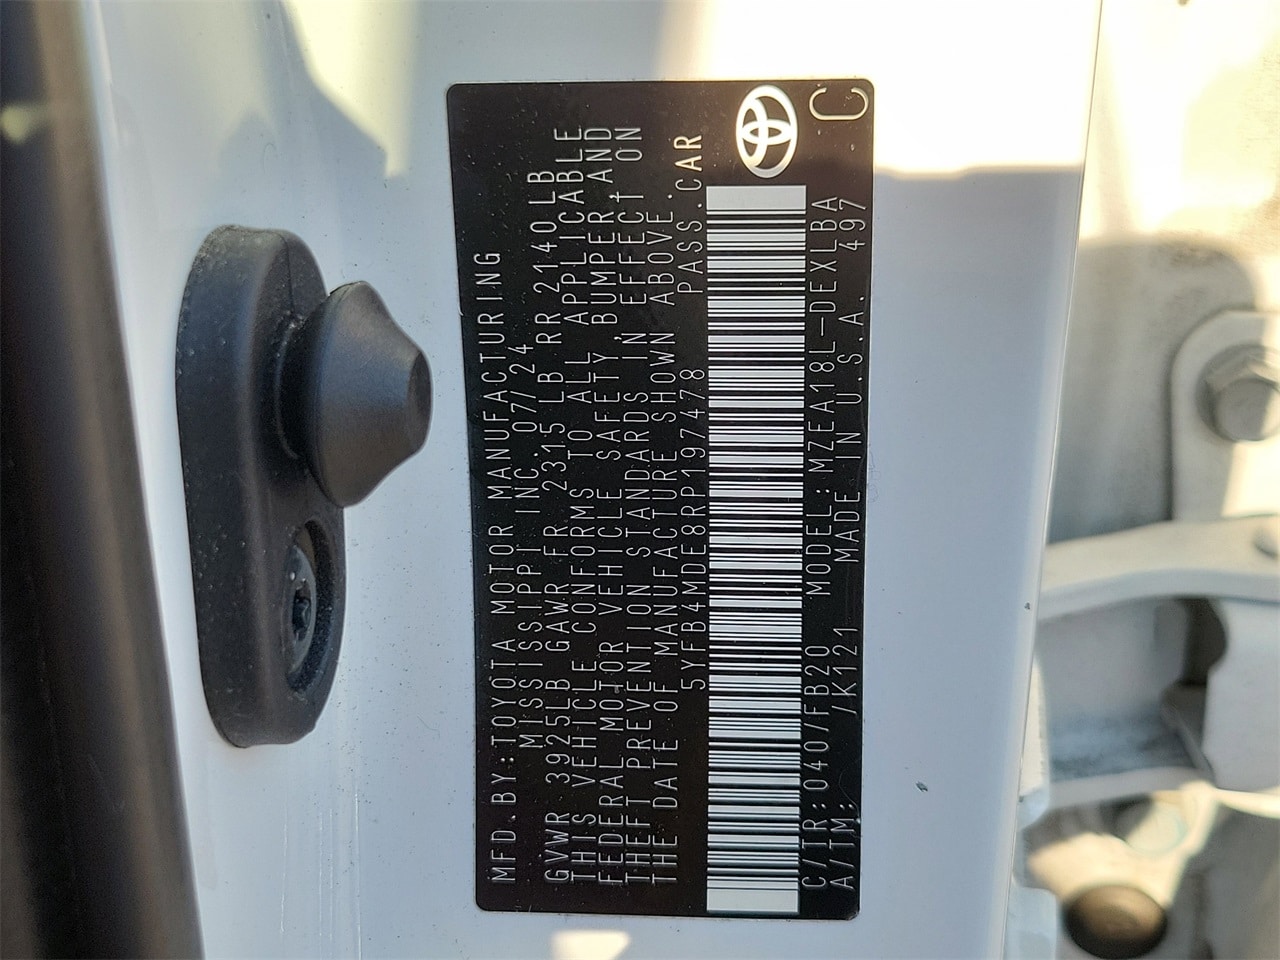 MFD.BY:TOYOTA MOTOR MANUFACTURING
MISSISSIPPI INC.07/24
GVWR 3925LB GAWR FR 2315 LB RR 2140LB
THIS VEHICLE CONFORMS TO ALL APPLICABLE
FEDERAL MOTOR VEHICLE SAFETY, BUMPER, AND
THEFT PREVENTION STANDARDS IN EFFECT ON
THE DATE OF MANUFACTURE SHOWN ABOVE.
5YFB4MDE8RP197478 PASS.CAR
C/TR:040/FB20 MODEL:MZEA18L-DEXLBA
A/TM: /K121 MADE IN U.S.A. 497
C